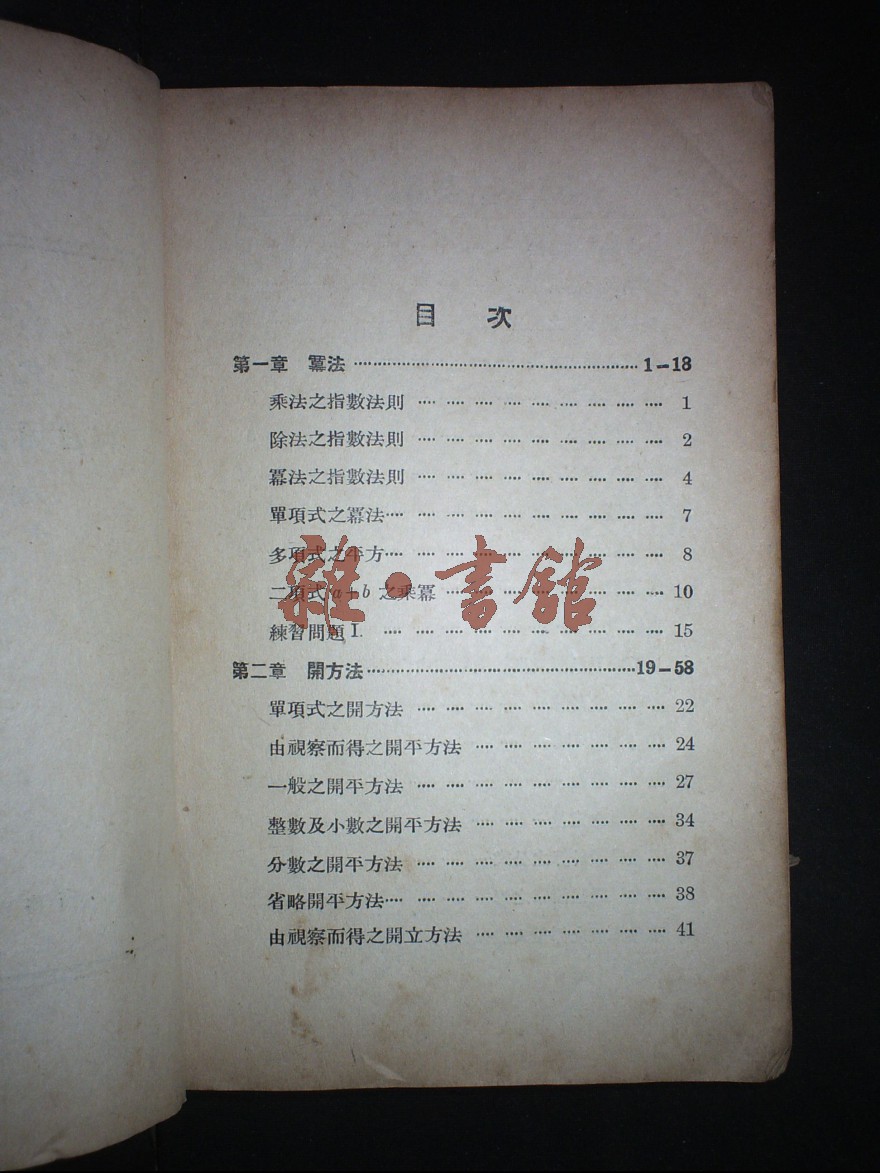 目 次
第一章 冪法 1–18
乘法之指數法則 1
除法之指數法則 2
冪法之指數法則 4
單項式之冪法 7
多項式之平方 8
二項式 a+b 之乘冪 10
練習問題 I. 15
第二章 開方法 19–58
單項式之開方法 22
由視察而得之開平方法 24
一般之開平方法 27
整數及小數之開平方法 34
分數之開平方法 37
省略開平方法 38
由視察而得之開立方法 41
雜·書館